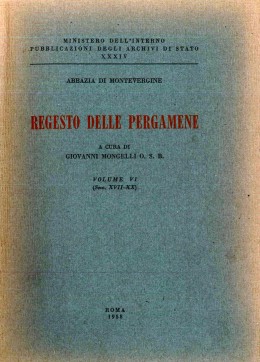 MINISTERO DELL'INTERNO
PUBBLICAZIONI DEGLI ARCHIVI DI STATO
XXXIV
ABBAZIA DI MONTEVERGINE
REGESTO DELLE PERGAMENE
A CURA DI
GIOVANNI MONGELLI O. S. B.
VOLUME VI
(Secc. XVII-XX)
ROMA
1958